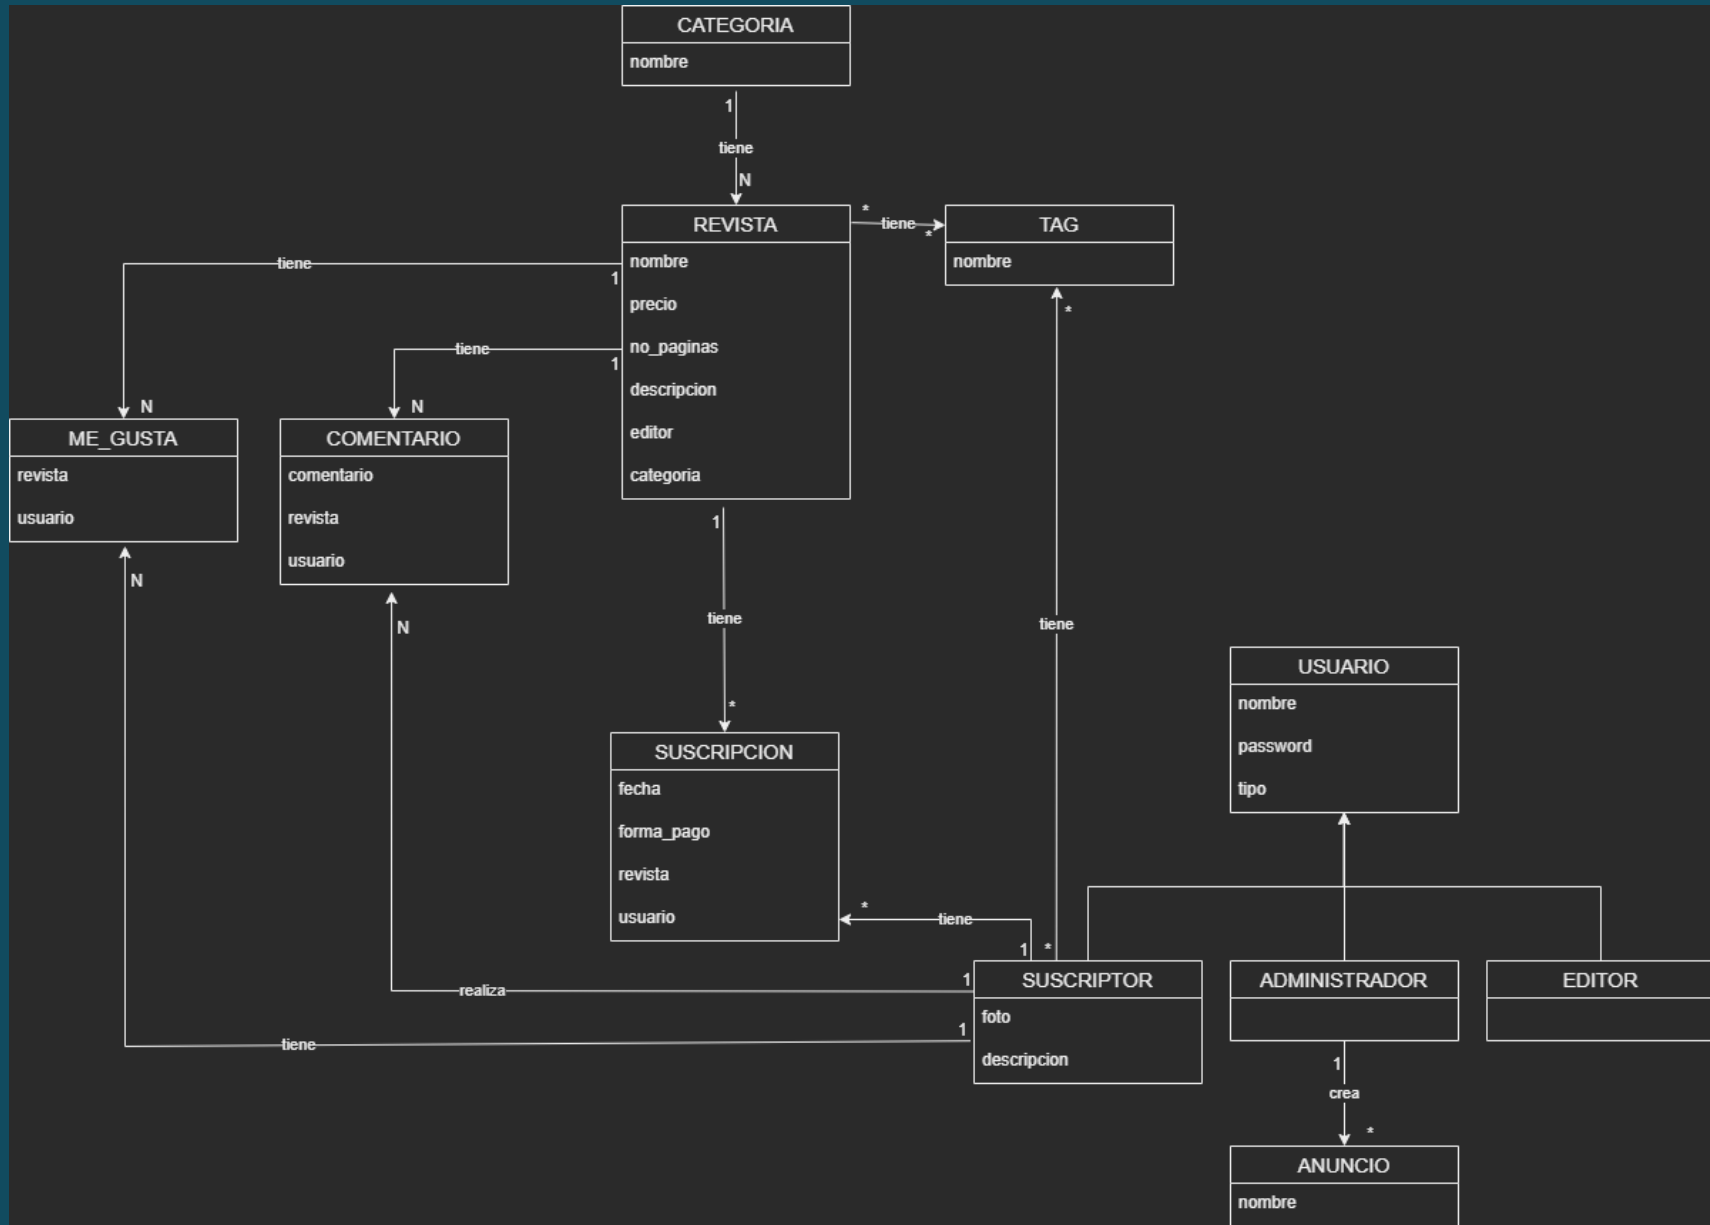 CATEGORIA
nombre
1
tiene
N
REVISTA
nombre
precio
no_paginas
descripcion
editor
categoria
*
tiene
*
TAG
nombre
tiene
1
tiene
1
N
N
ME_GUSTA
revista
usuario
COMENTARIO
comentario
revista
usuario
N
N
1
tiene
*
*
tiene
*
SUSCRIPCION
fecha
forma_pago
revista
usuario
*
tiene
1
USUARIO
nombre
password
tipo
1
realiza
1
tiene
SUSCRIPTOR
foto
descripcion
ADMINISTRADOR
EDITOR
1
crea
*
ANUNCIO
nombre